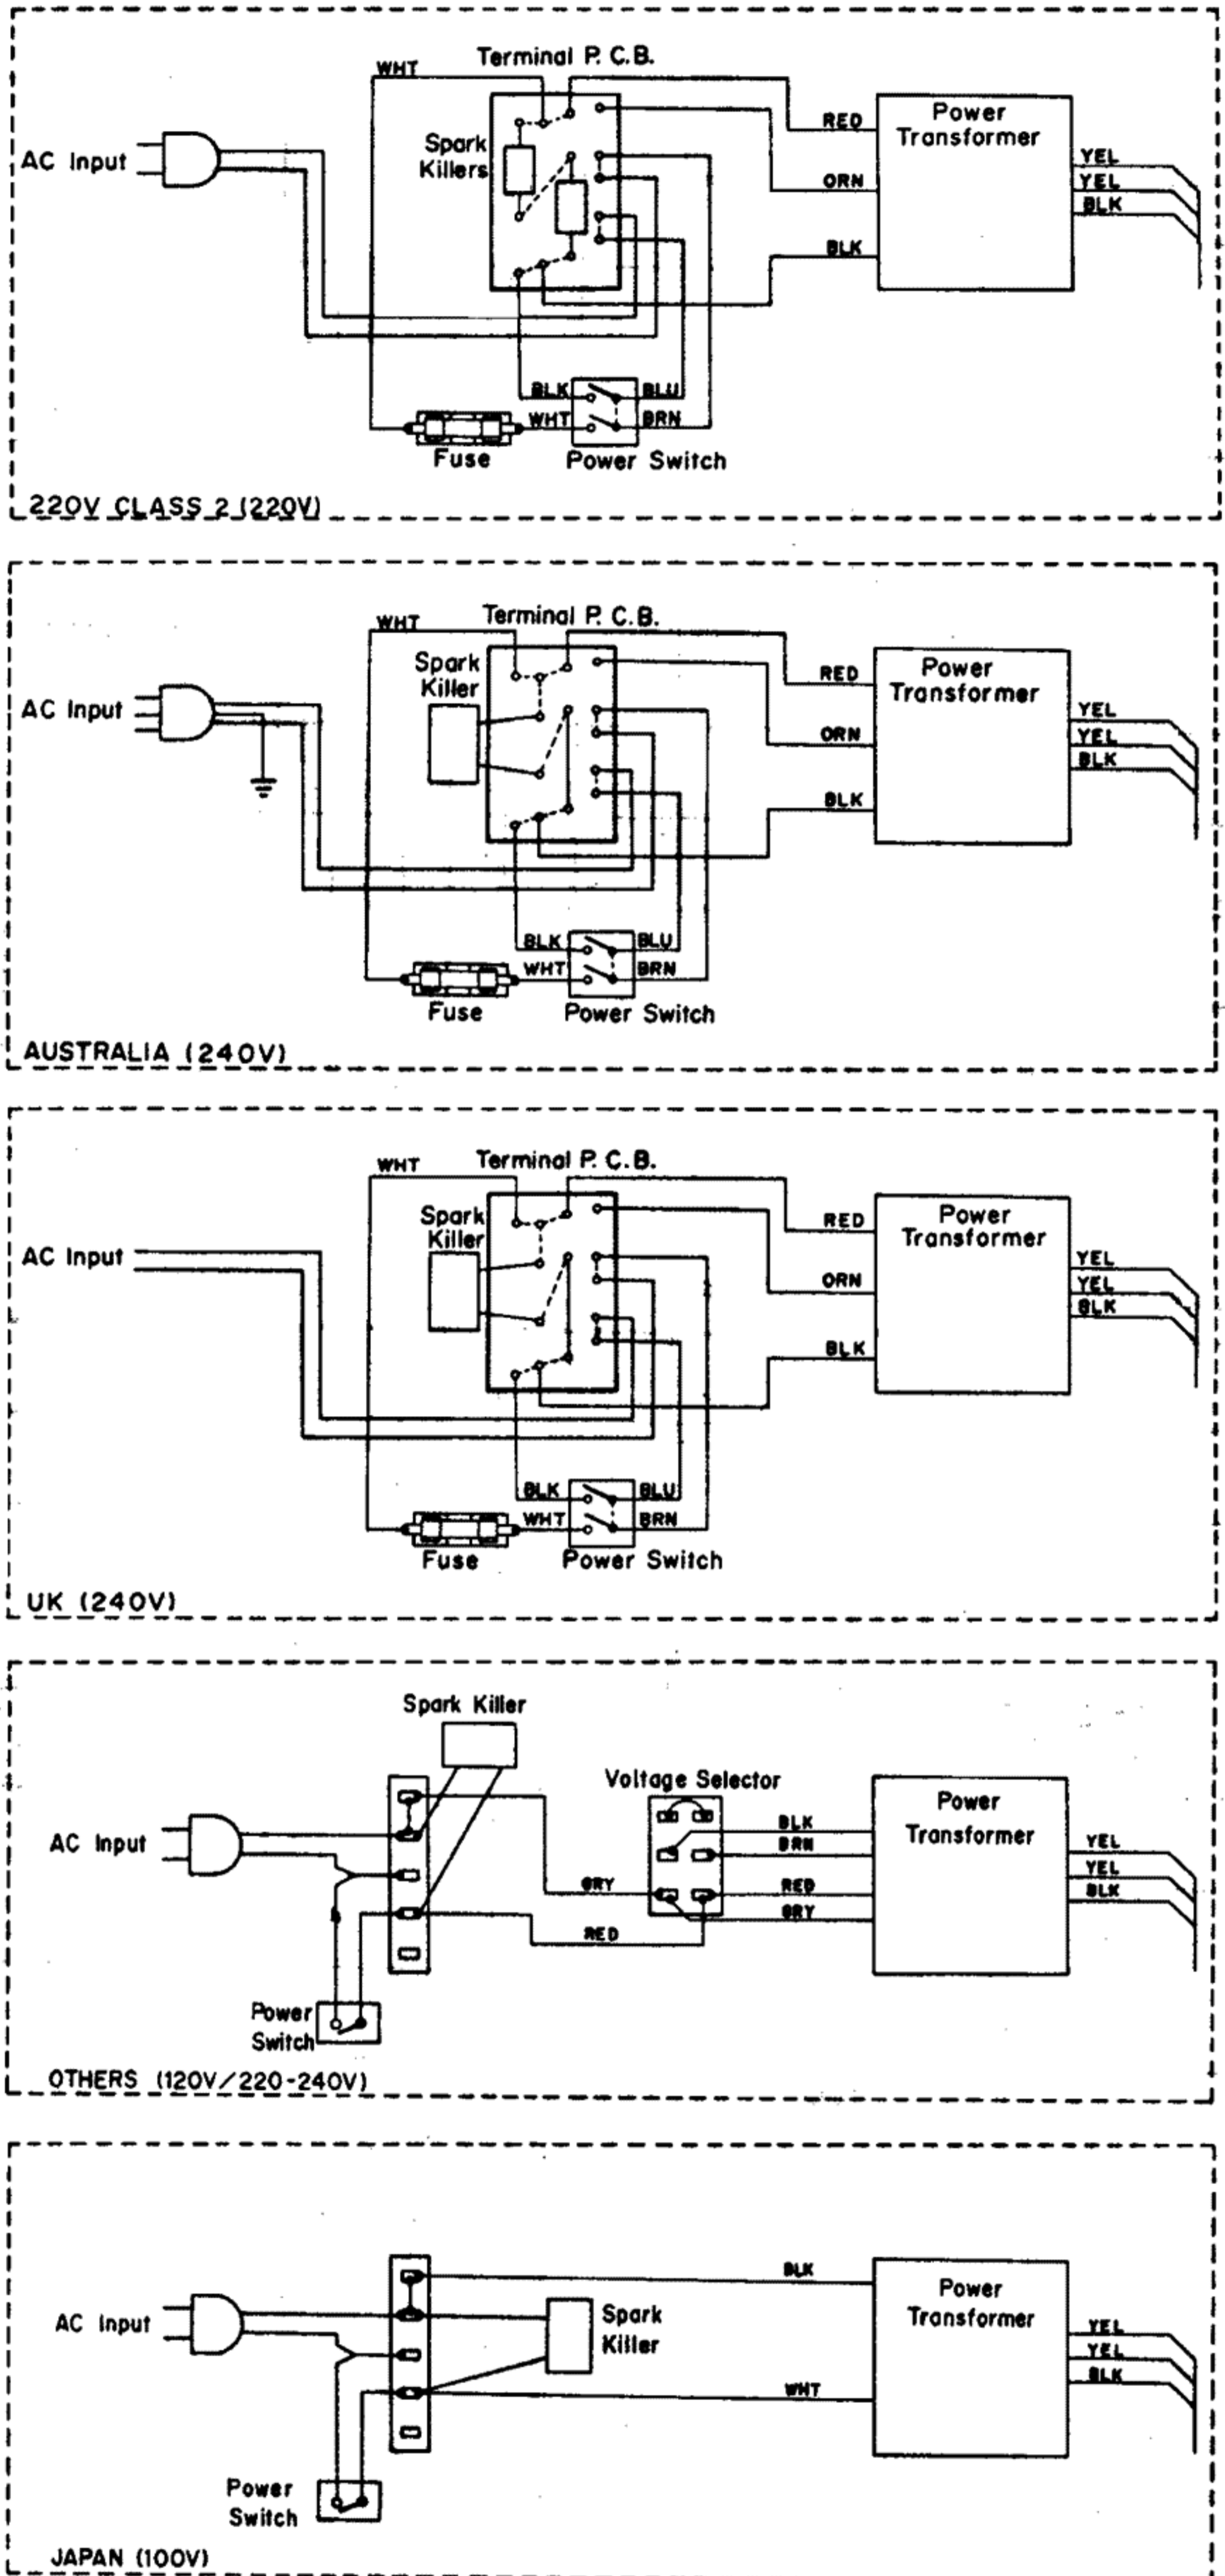 Terminal P.C.B.
WHT
Power
Transformer
RED
Spark
Killers
AC Input
YEL
ORN
YEL
BLK
BLK
BLK
BLU
WHT
BRN
Fuse
Power Switch
220V CLASS 2 (220V)
Terminal P.C.B.
WHT
Spark
Killer
Power
Transformer
RED
AC Input
YEL
ORN
YEL
BLK
BLK
BLK
BLU
WHT
BRN
Fuse
Power Switch
AUSTRALIA (240V)
WHT
Terminal P.C.B.
Spark
Killer
Power
Transformer
RED
AC Input
YEL
ORN
YEL
BLK
BLK
BLK
BLU
WHT
BRN
Fuse
Power Switch
UK (240V)
Spark Killer
Voltage Selector
Power
Transformer
BLK
BRN
AC Input
YEL
YEL
GRY
RED
BLK
GRY
RED
Power
Switch
OTHERS (120V/220-240V)
BLK
Power
Transformer
AC Input
Spark
Killer
YEL
YEL
BLK
WHT
Power
Switch
JAPAN (100V)